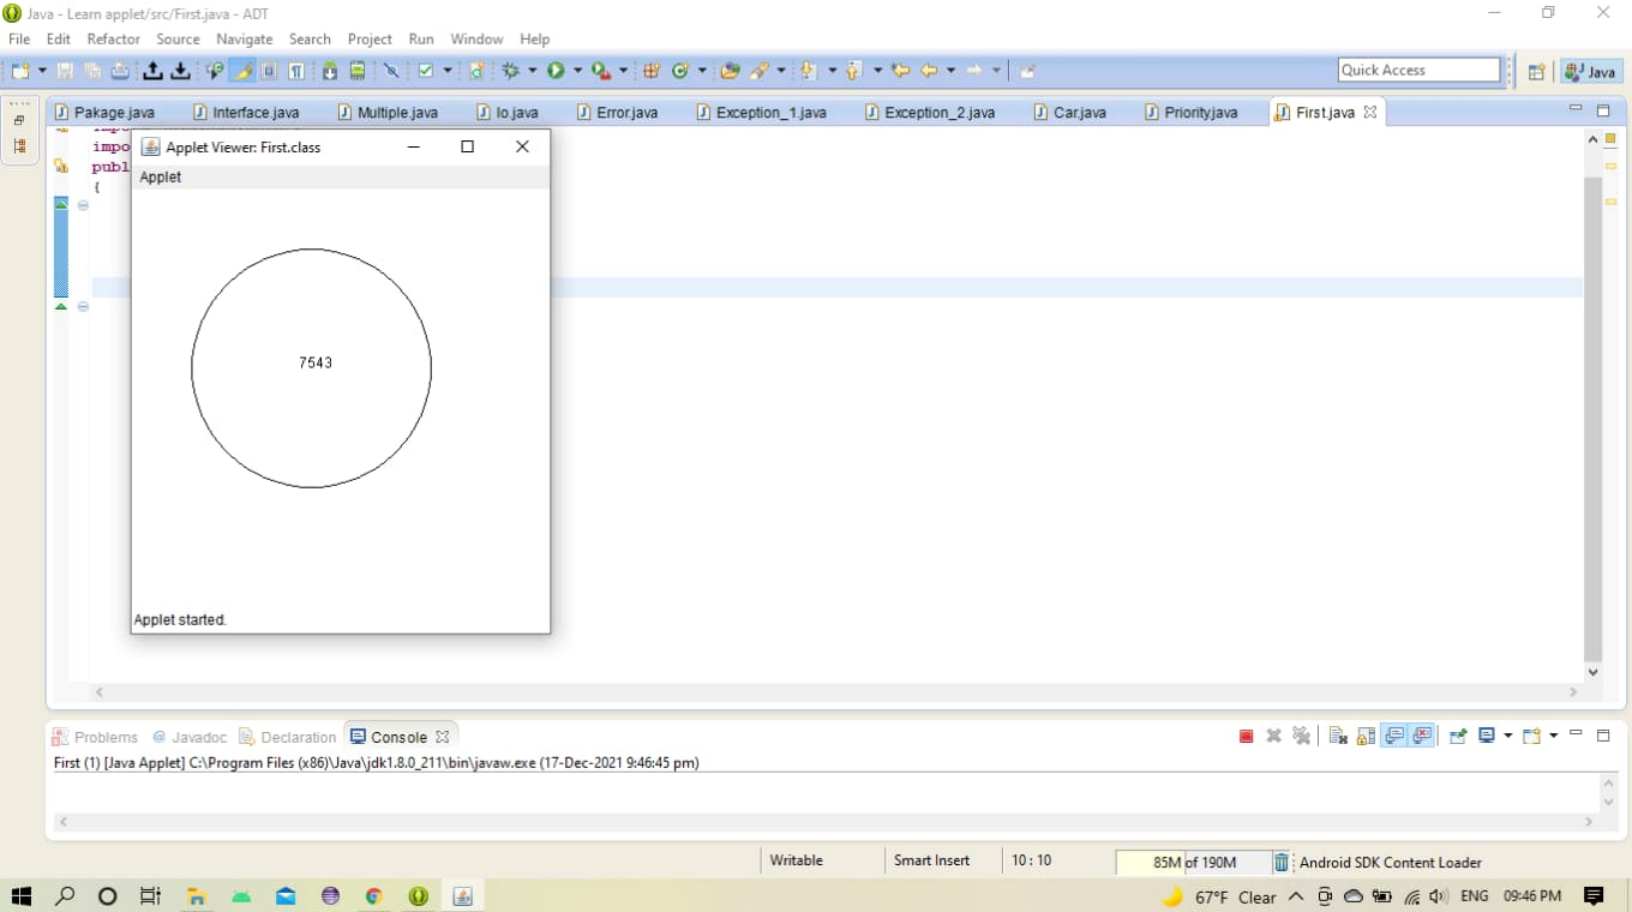 Java - Learn applet/src/First.java - ADT
File Edit Refactor Source Navigate Search Project Run Window Help
Quick Access
Java
Pakage.java Interface.java Multiple.java Io.java Error.java Exception_1.java Exception_2.java Car.java Priority.java First.java
impo
publ
{
Applet Viewer: First.class
Applet
7543
Applet started.
Problems @ Javadoc Declaration Console
First (1) [Java Applet] C:\Program Files (x86)\Java\jdk1.8.0_211\bin\javaw.exe (17-Dec-2021 9:46:45 pm)
Writable Smart Insert 10 : 10 85M of 190M Android SDK Content Loader
67°F Clear ENG 09:46 PM